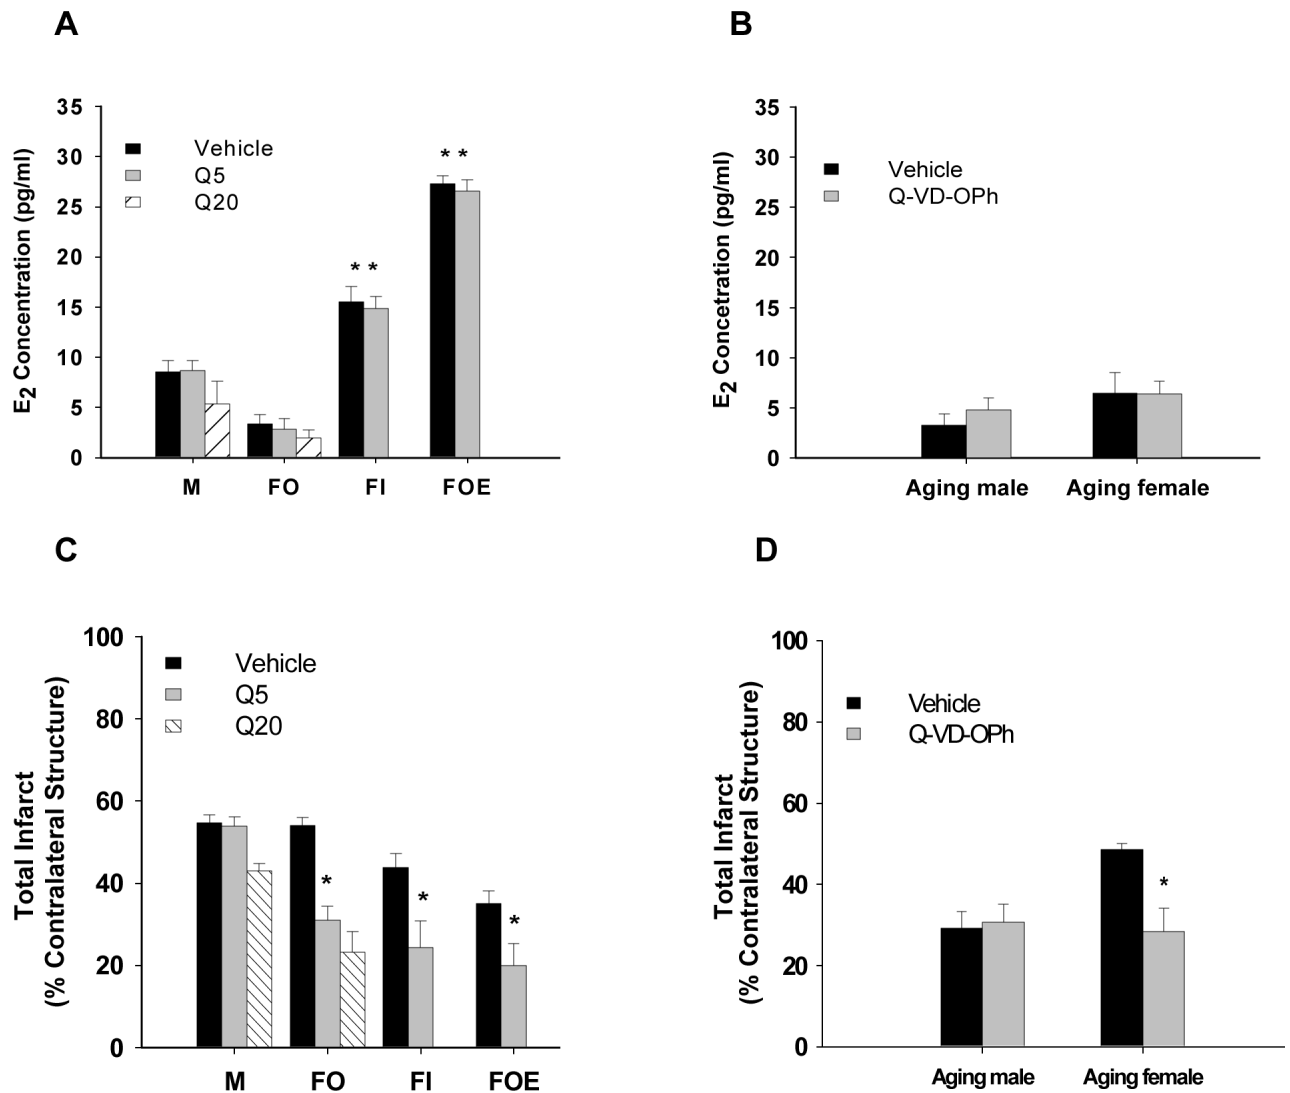 A
E2 Concentration (pg/ml)
35
30
25
20
15
10
5
0
Vehicle
Q5
Q20
* *
* *
M FO FI FOE
B
E2 Concetration (pg/ml)
35
30
25
20
15
10
5
0
Vehicle
Q-VD-OPh
Aging male Aging female
C
Total Infarct
(% Contralateral Structure)
100
80
60
40
20
0
Vehicle
Q5
Q20
*
*
*
M FO FI FOE
D
Total Infarct
(% Contralateral Structure)
100
80
60
40
20
0
Vehicle
Q-VD-OPh
*
Aging male Aging female